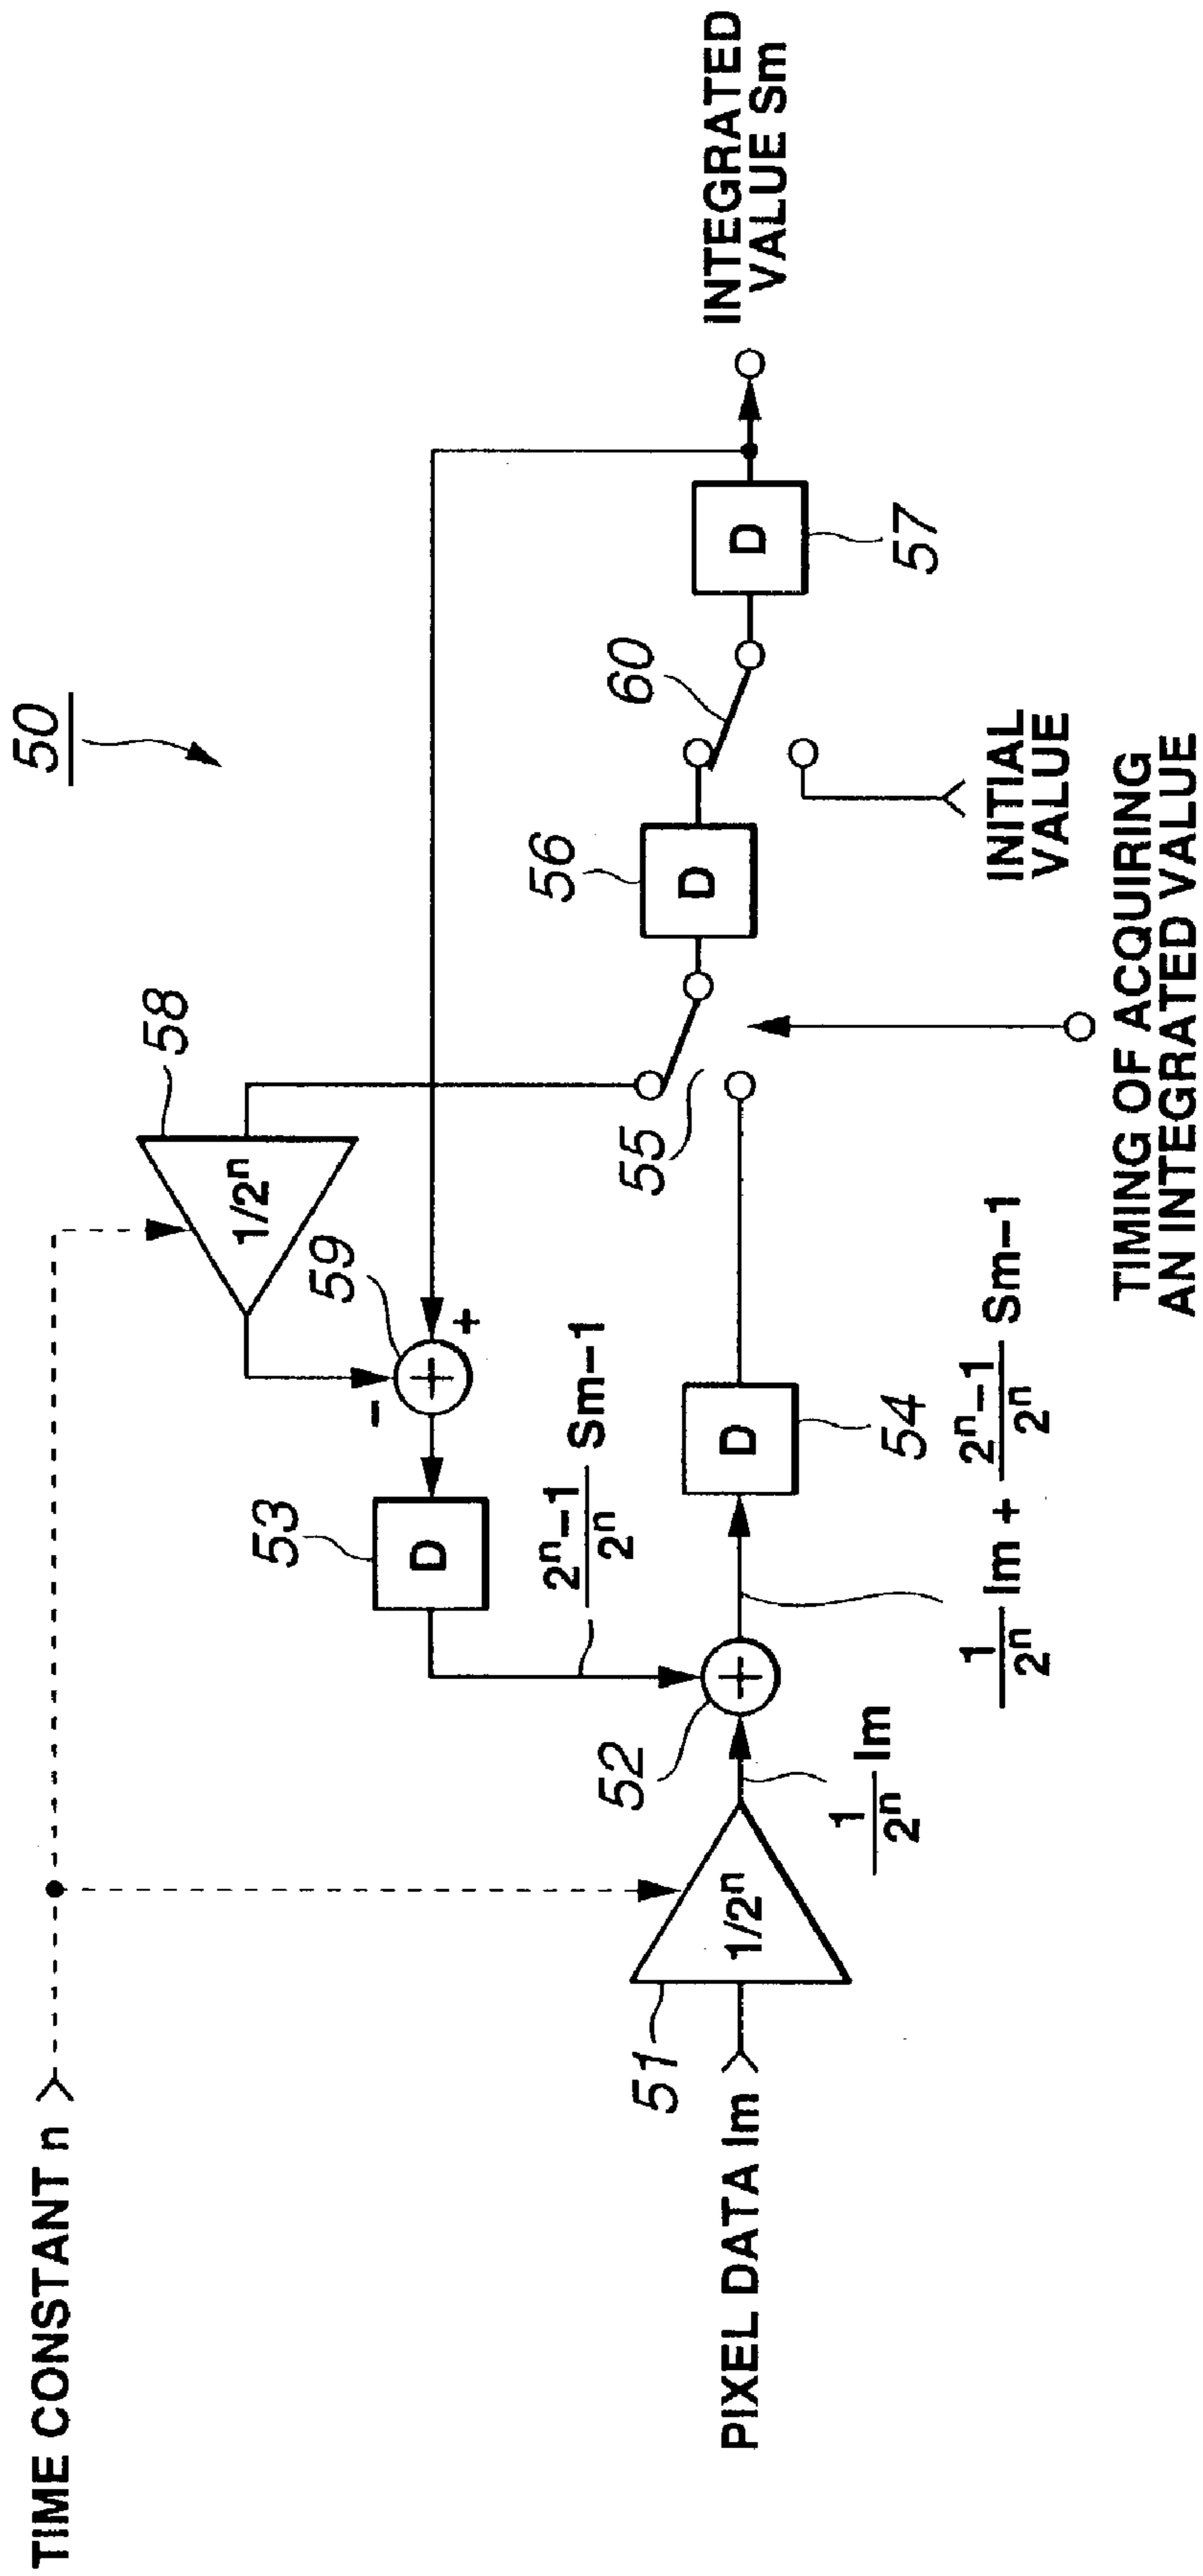 50
TIME CONSTANT n
58
1/2ⁿ
59
+
-
53
D
2ⁿ-1
2ⁿ
Sm-1
56
D
60
D
57
INTEGRATED
VALUE Sm
55
INITIAL
VALUE
TIMING OF ACQUIRING
AN INTEGRATED VALUE
PIXEL DATA Im
51
1/2ⁿ
52
1
2ⁿ
Im
D
54
1
2ⁿ
Im +
2ⁿ-1
2ⁿ
Sm-1